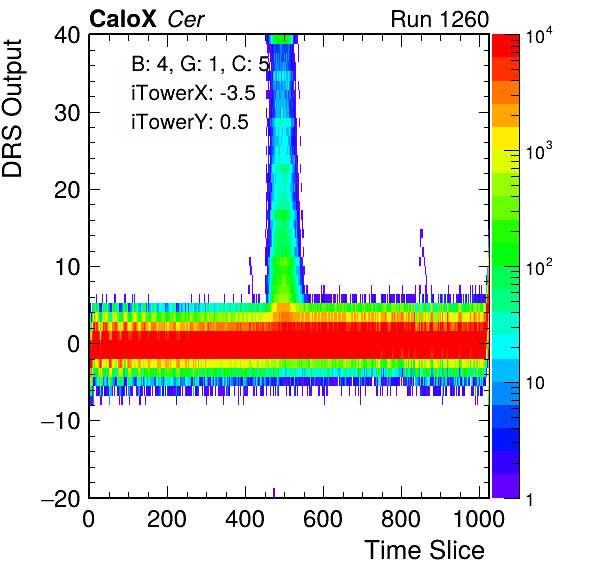 CaloX Cer Run 1260
DRS Output
B: 4, G: 1, C: 5
iTowerX: -3.5
iTowerY: 0.5
40
30
20
10
0
−10
−20
0 200 400 600 800 1000
Time Slice
10^4
10^3
10^2
10
1